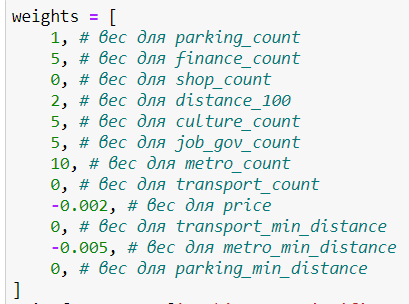 weights = [
1, # вес для parking_count
5, # вес для finance_count
0, # вес для shop_count
2, # вес для distance_100
5, # вес для culture_count
5, # вес для job_gov_count
10, # вес для metro_count
0, # вес для transport_count
-0.002, # вес для price
0, # вес для transport_min_distance
-0.005, # вес для metro_min_distance
0, # вес для parking_min_distance
]